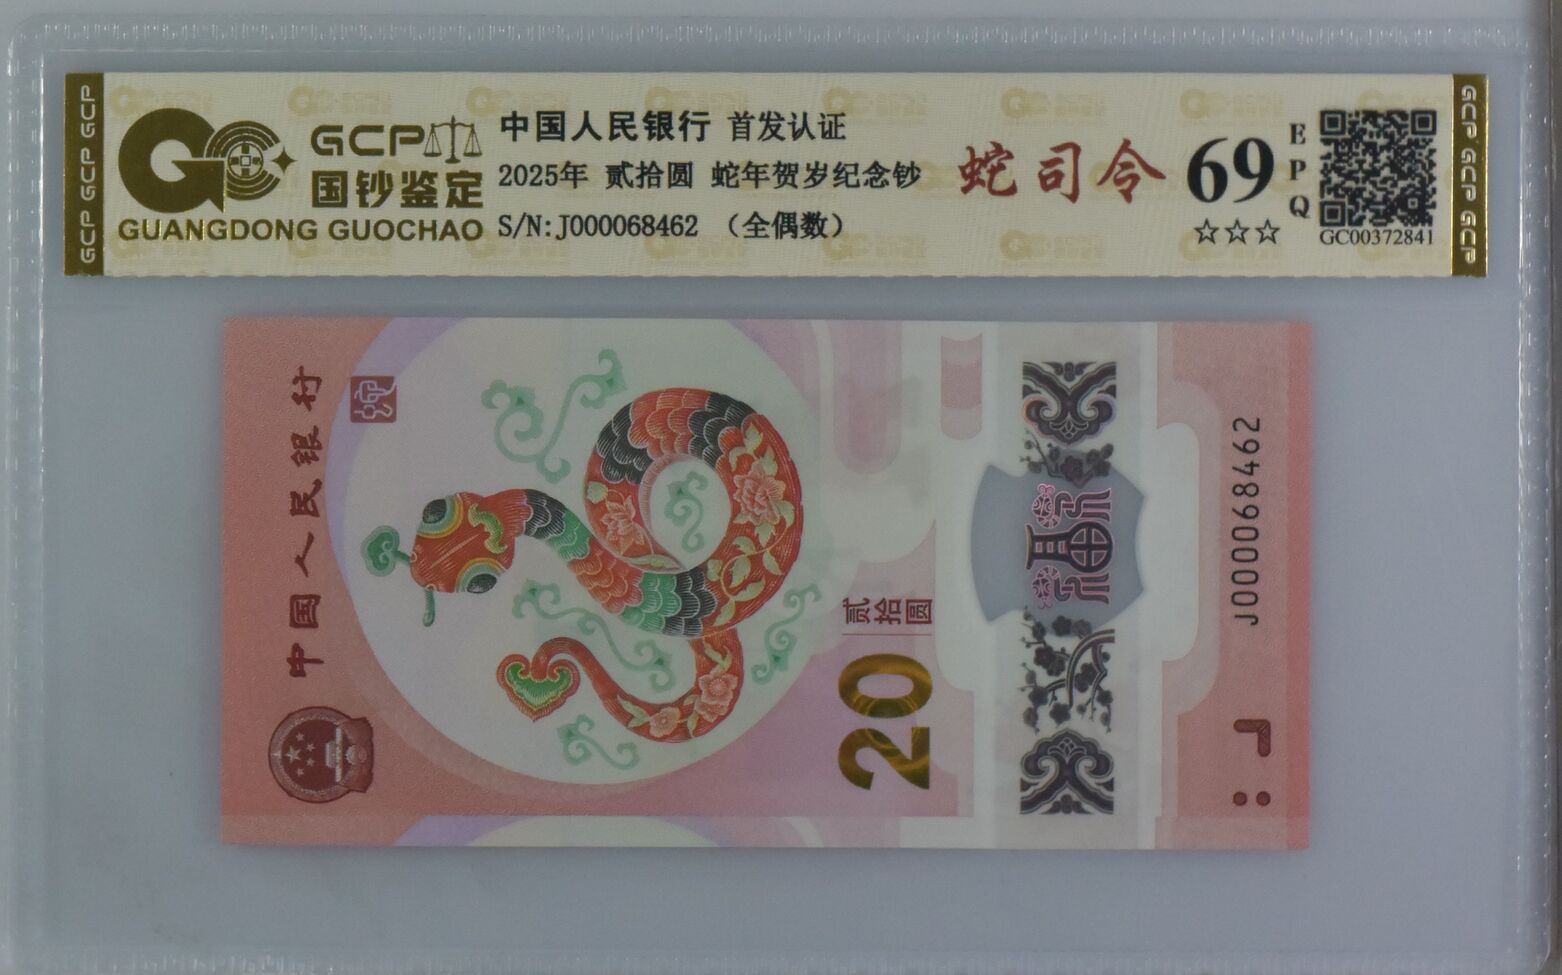 GCP GCP GCP
GCP
国钞鉴定
GUANGDONG GUOCHAO
中国人民银行 首发认证
2025年 贰拾圆 蛇年贺岁纪念钞
S/N:J000068462 (全偶数)
蛇司令
69
EPQ
☆☆☆
GC00372841
GCP GCP GCP
中国人民银行
蛇
贰拾圆
20
福
J000068462